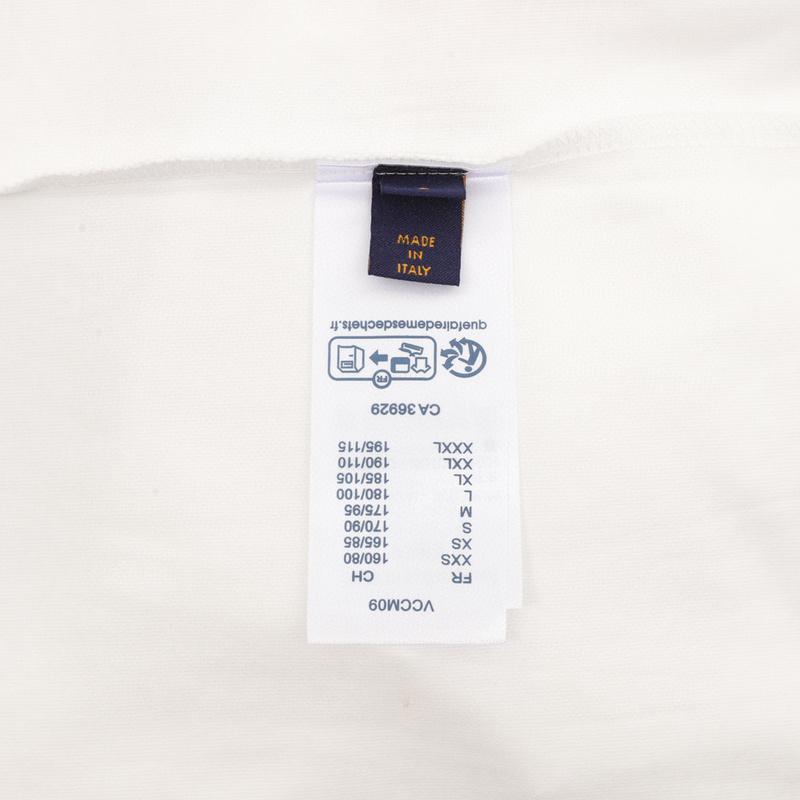 MADE
IN
ITALY
VCCM09
FR CH
XXS 160/80
XS 165/85
S 170/90
M 175/95
L 180/100
XL 185/105
XXL 190/110
XXXL 195/115
CA 36929
FR
quefairedemesdechets.fr